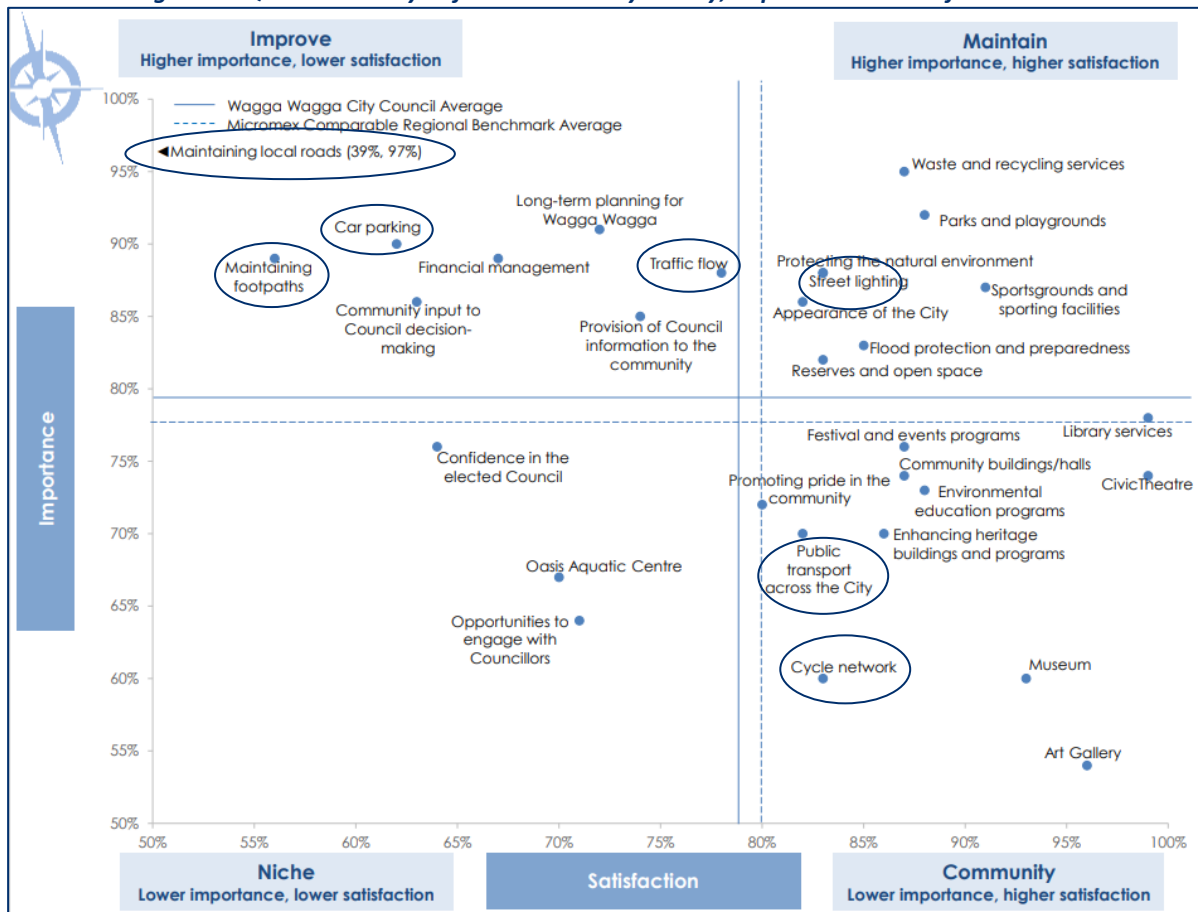 Improve
Higher importance, lower satisfaction
Maintain
Higher importance, higher satisfaction
100%
Wagga Wagga City Council Average
Micromex Comparable Regional Benchmark Average
Maintaining local roads (39%, 97%)
95%
Waste and recycling services
Long-term planning for
Wagga Wagga
Parks and playgrounds
Car parking
90%
Maintaining
footpaths
Financial management
Traffic flow
Protecting the natural environment
Street lighting
Sportsgrounds and
sporting facilities
Community input to
Council decision-
making
85%
Provision of Council
information to the
community
Appearance of the City
Flood protection and preparedness
Reserves and open space
80%
Importance
75%
Confidence in the
elected Council
Festival and events programs
Library services
Community buildings/halls
Promoting pride in the
community
Environmental
education programs
CivicTheatre
70%
Enhancing heritage
buildings and programs
Public
transport
across the City
Oasis Aquatic Centre
65%
Opportunities to
engage with
Councillors
60%
Cycle network
Museum
55%
Art Gallery
50%
50% 55% 60% 65% 70% 75% 80% 85% 90% 95% 100%
Niche
Lower importance, lower satisfaction
Satisfaction
Community
Lower importance, higher satisfaction